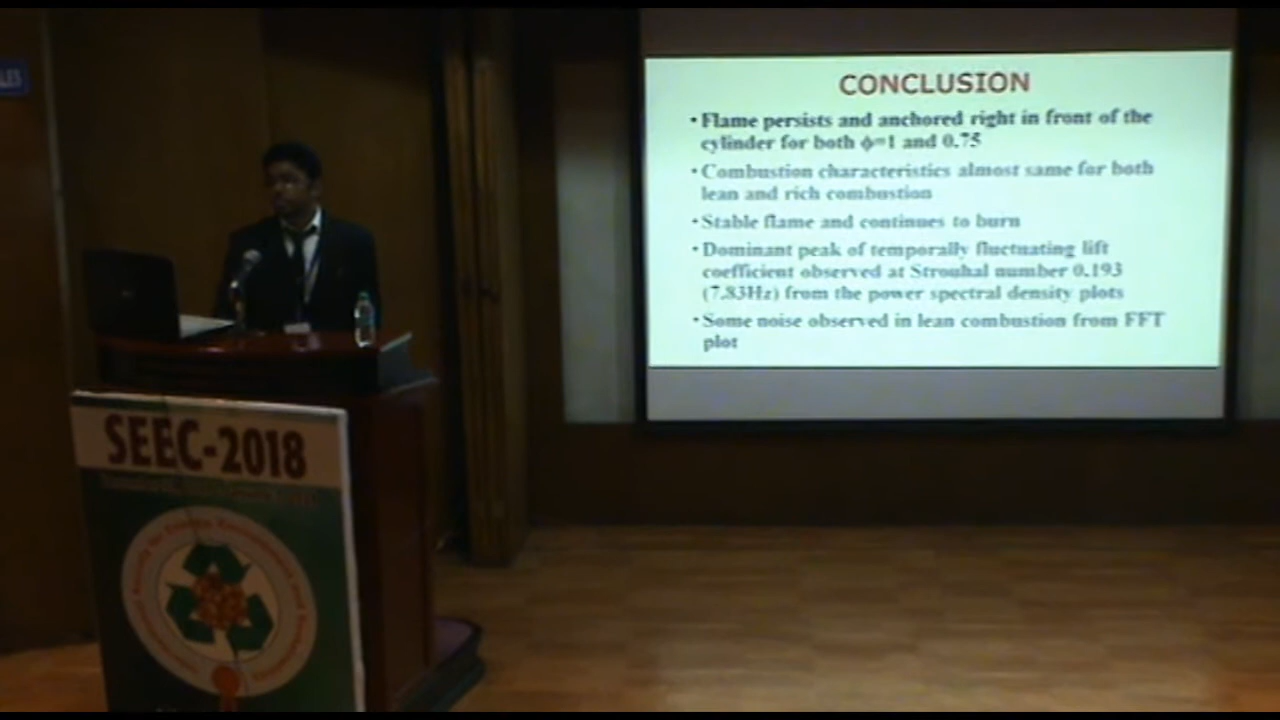 LES
CONCLUSION
• Flame persists and anchored right in front of the
cylinder for both ϕ=1 and 0.75
• Combustion characteristics almost same for both
lean and rich combustion
• Stable flame and continues to burn
• Dominant peak of temporally fluctuating lift
coefficient observed at Strouhal number 0.193
(7.83Hz) from the power spectral density plots
• Some noise observed in lean combustion from FFT
plot
SEEC-2018